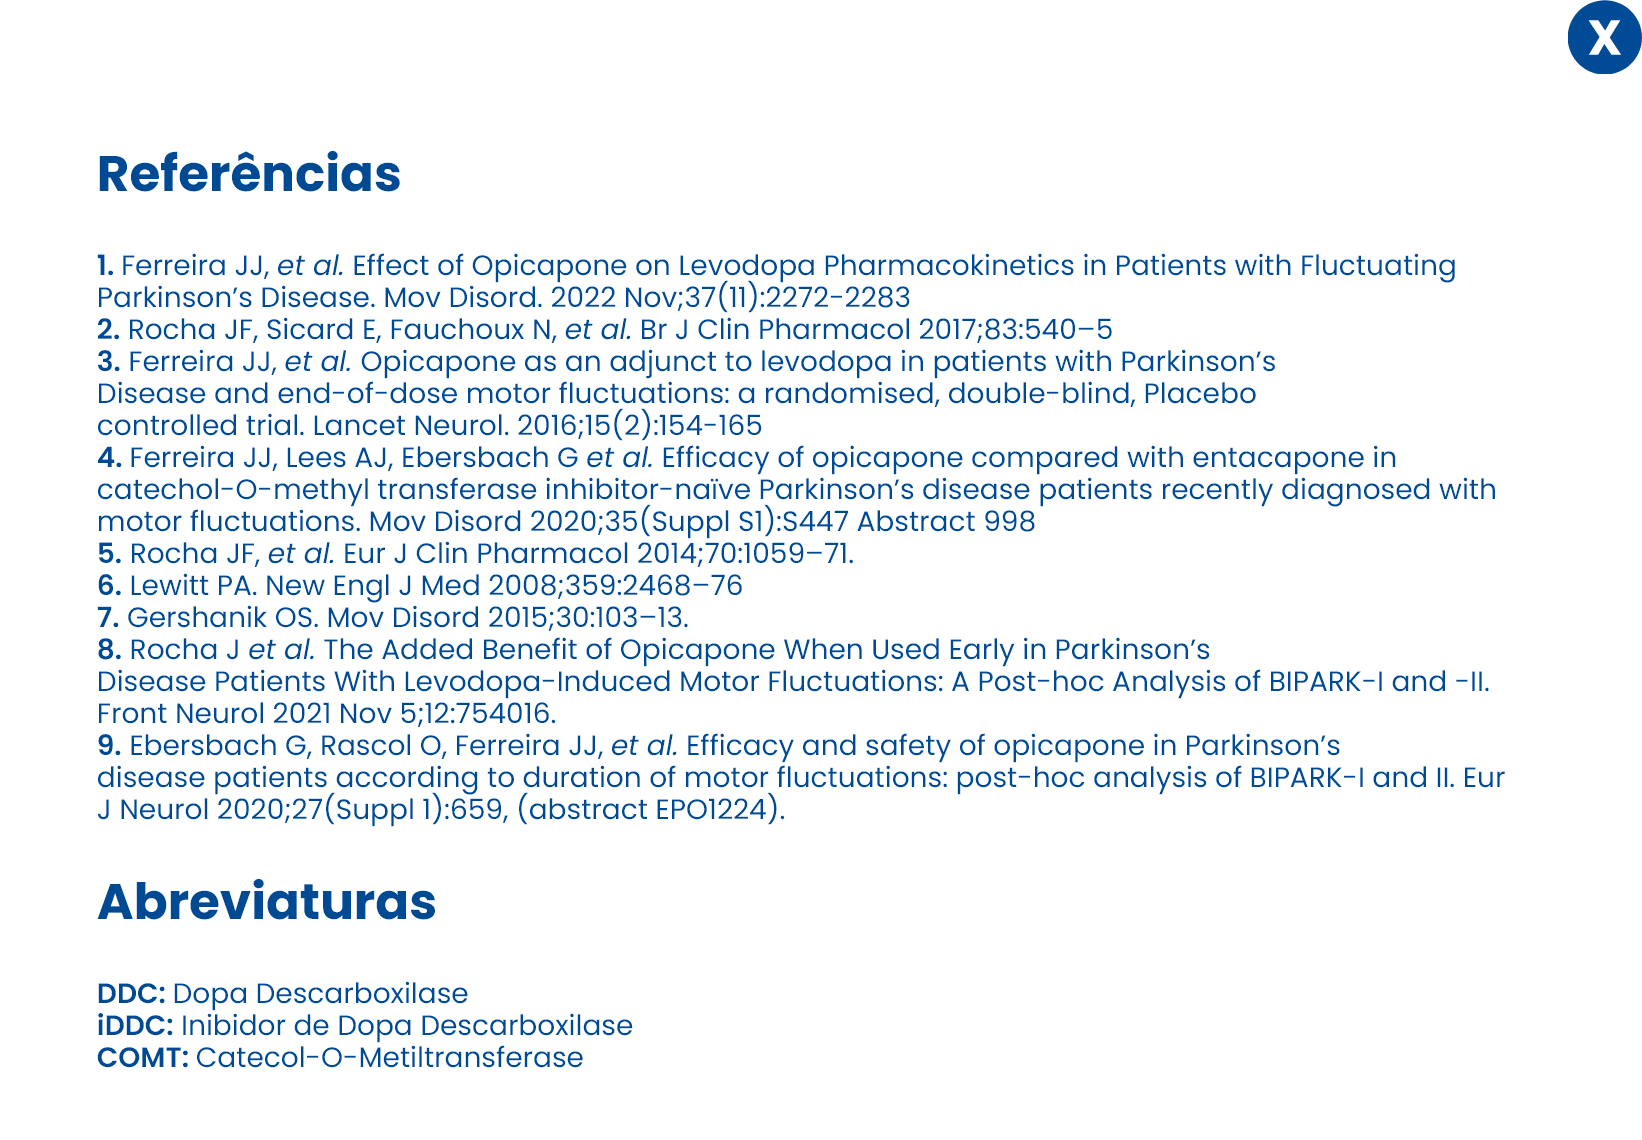 X
Referências
1. Ferreira JJ, et al. Effect of Opicapone on Levodopa Pharmacokinetics in Patients with Fluctuating
Parkinson’s Disease. Mov Disord. 2022 Nov;37(11):2272-2283
2. Rocha JF, Sicard E, Fauchoux N, et al. Br J Clin Pharmacol 2017;83:540–5
3. Ferreira JJ, et al. Opicapone as an adjunct to levodopa in patients with Parkinson’s
Disease and end-of-dose motor fluctuations: a randomised, double-blind, Placebo
controlled trial. Lancet Neurol. 2016;15(2):154-165
4. Ferreira JJ, Lees AJ, Ebersbach G et al. Efficacy of opicapone compared with entacapone in
catechol-O-methyl transferase inhibitor-naïve Parkinson’s disease patients recently diagnosed with
motor fluctuations. Mov Disord 2020;35(Suppl S1):S447 Abstract 998
5. Rocha JF, et al. Eur J Clin Pharmacol 2014;70:1059–71.
6. Lewitt PA. New Engl J Med 2008;359:2468–76
7. Gershanik OS. Mov Disord 2015;30:103–13.
8. Rocha J et al. The Added Benefit of Opicapone When Used Early in Parkinson’s
Disease Patients With Levodopa-Induced Motor Fluctuations: A Post-hoc Analysis of BIPARK-I and -II.
Front Neurol 2021 Nov 5;12:754016.
9. Ebersbach G, Rascol O, Ferreira JJ, et al. Efficacy and safety of opicapone in Parkinson’s
disease patients according to duration of motor fluctuations: post-hoc analysis of BIPARK-I and II. Eur
J Neurol 2020;27(Suppl 1):659, (abstract EPO1224).
Abreviaturas
DDC: Dopa Descarboxilase
iDDC: Inibidor de Dopa Descarboxilase
COMT: Catecol-O-Metiltransferase